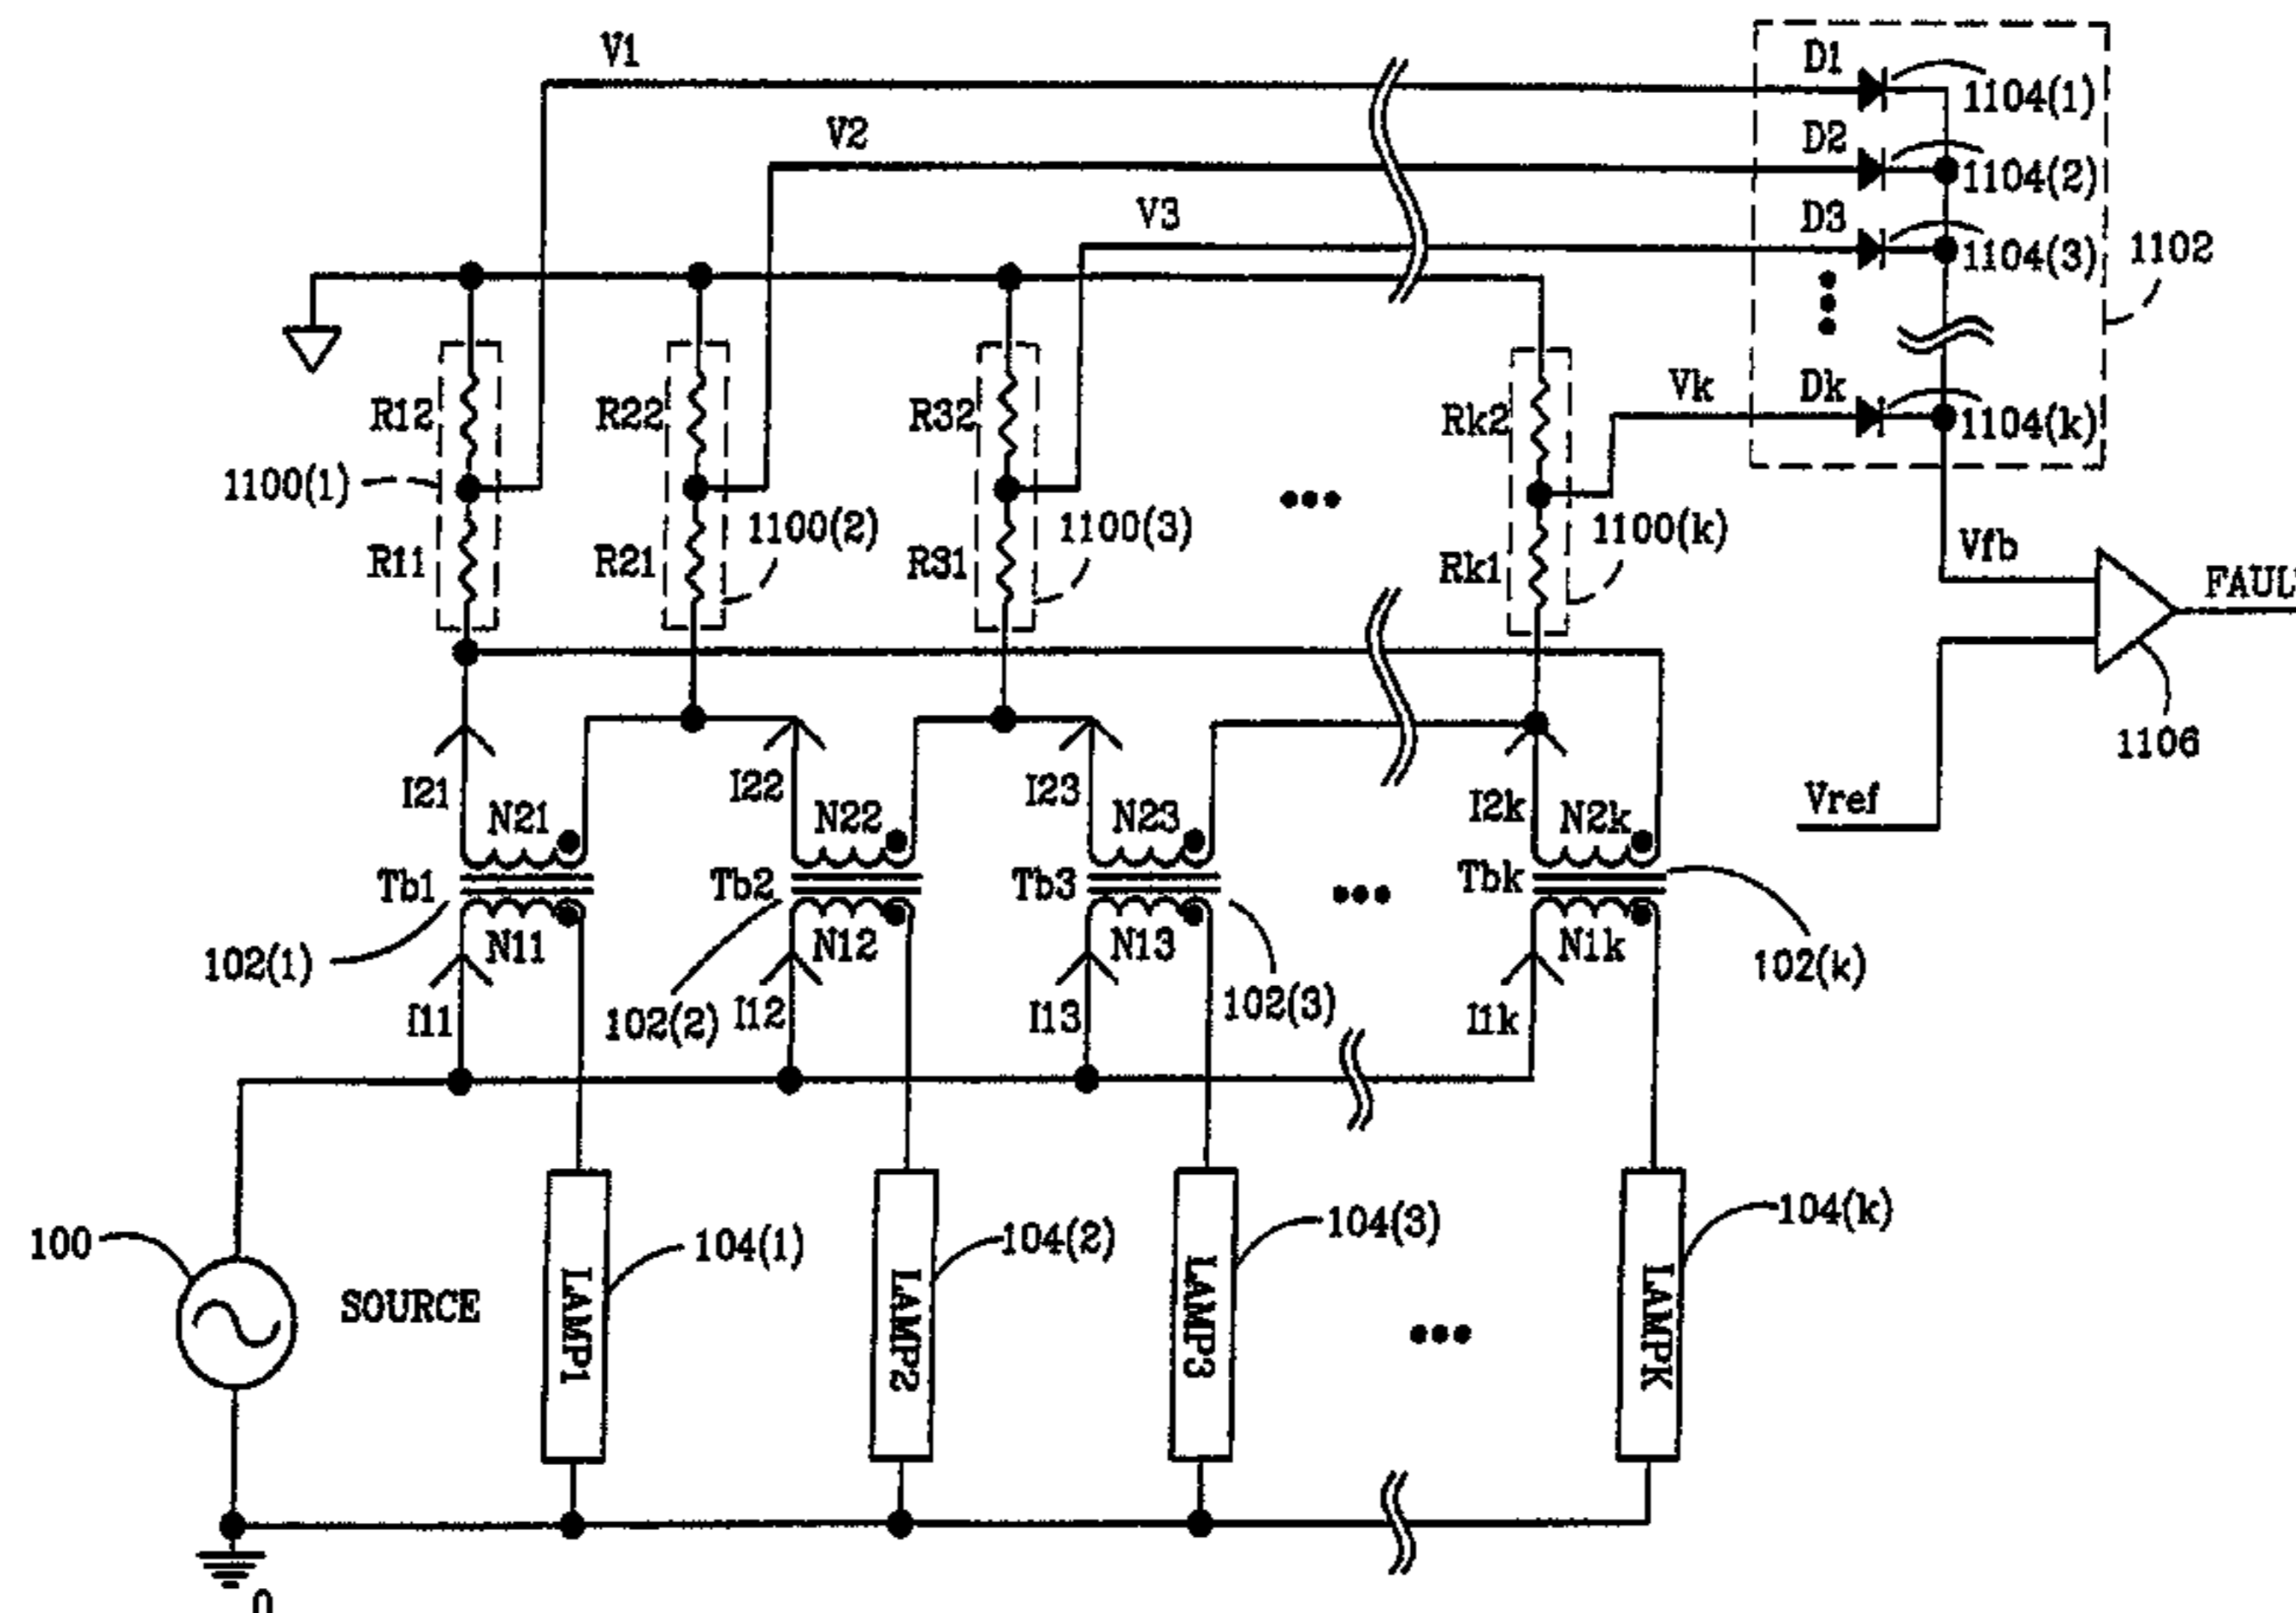 V1
D1
1104(1)
V2
D2
1104(2)
V3
D3
1104(3)
1102
Vk
Dk
1104(k)
R12
R22
R32
Rk2
1100(1)
1100(2)
1100(3)
1100(k)
R11
R21
R31
Rk1
Vfb
FAUL
1106
I21
I22
I23
I2k
Vref
N21
N22
N23
N2k
Tb1
Tb2
Tb3
Tbk
N11
N12
N13
N1k
102(1)
102(2)
102(3)
102(k)
I11
I12
I13
I1k
100
SOURCE
104(1)
104(2)
104(3)
104(k)
LAMP1
LAMP2
LAMP3
LAMPK
0